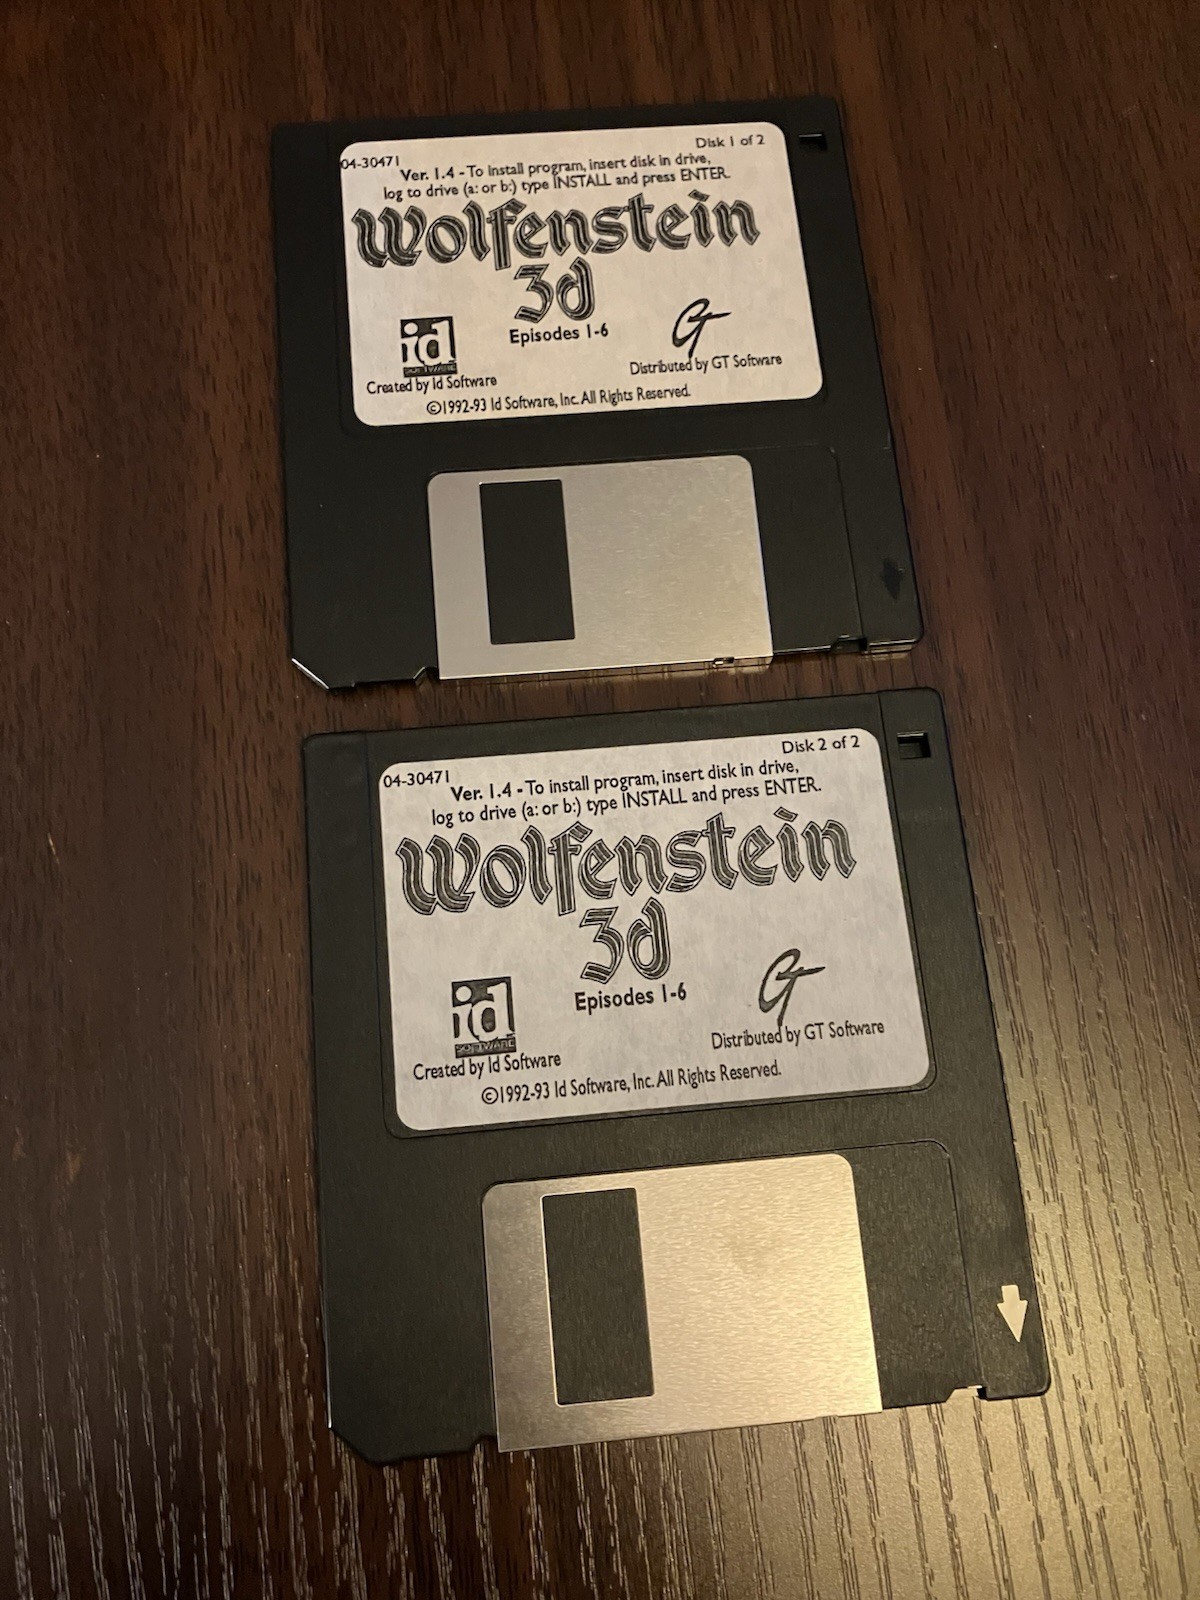 Disk 1 of 2
04-30471
Ver. 1.4 - To install program, insert disk in drive,
log to drive (a: or b:) type INSTALL and press ENTER.
Wolfenstein
3d
Episodes 1-6
id
SOFTWARE
GT
Created by Id Software
Distributed by GT Software
©1992-93 Id Software, Inc. All Rights Reserved.
Disk 2 of 2
04-30471
Ver. 1.4 - To install program, insert disk in drive,
log to drive (a: or b:) type INSTALL and press ENTER.
Wolfenstein
3d
Episodes 1-6
id
SOFTWARE
GT
Created by Id Software
Distributed by GT Software
©1992-93 Id Software, Inc. All Rights Reserved.